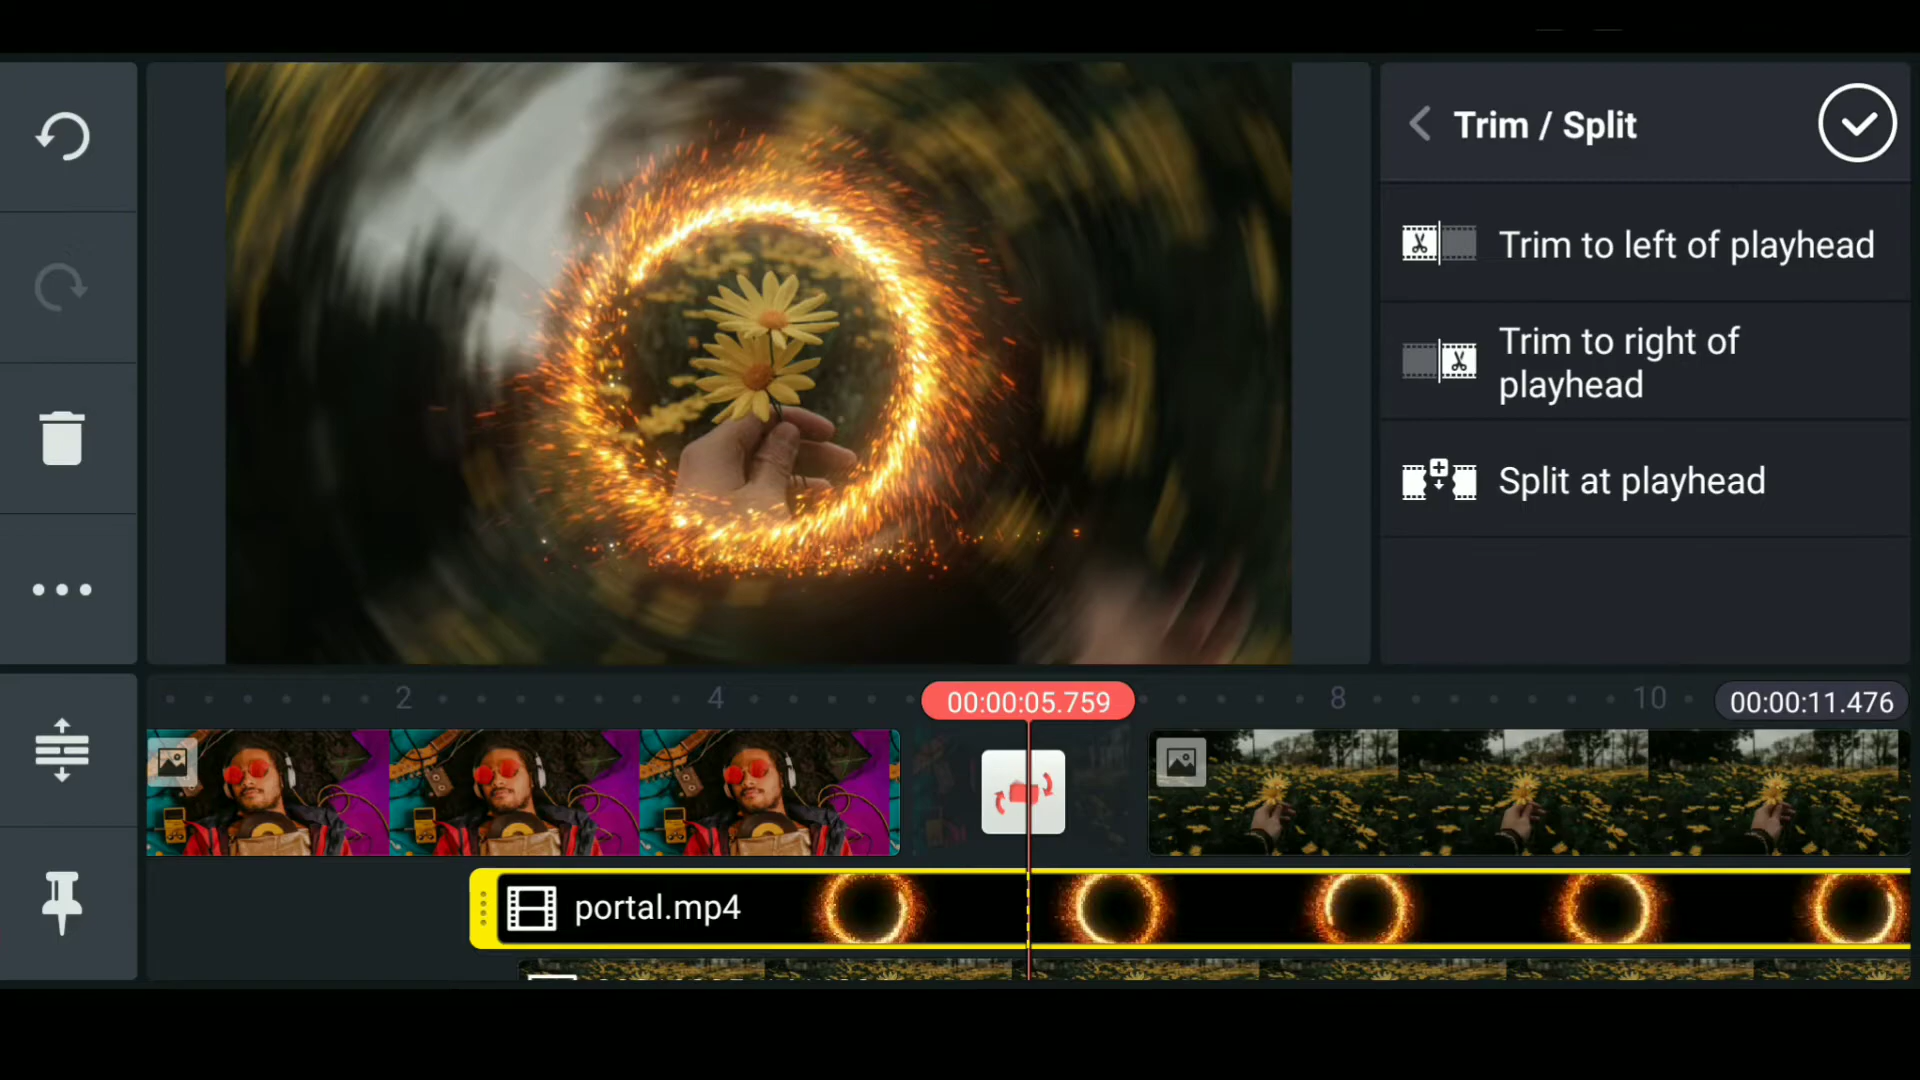 Trim / Split
Trim to left of playhead
Trim to right of
playhead
Split at playhead
2
4
00:00:05.759
8
10
00:00:11.476
portal.mp4